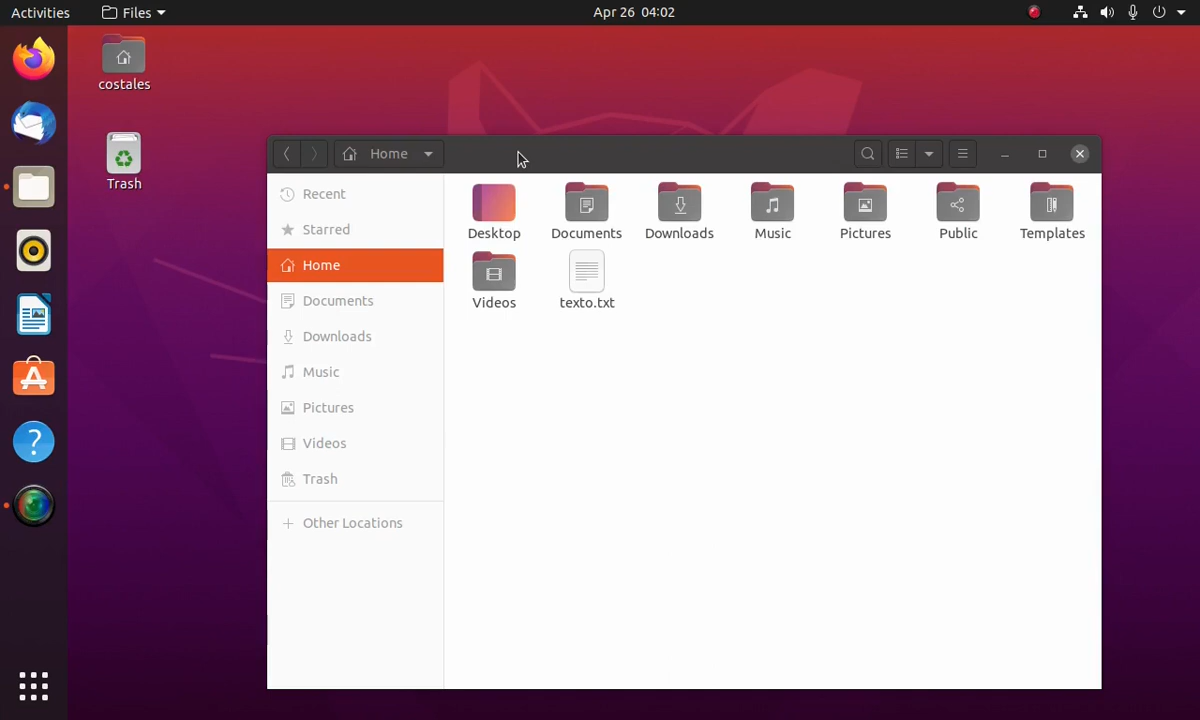 Activities Files Apr 26 04:02
costales
Trash
Home
Recent
Starred
Home
Documents
Downloads
Music
Pictures
Videos
Trash
Other Locations
Desktop Documents Downloads Music Pictures Public Templates
Videos texto.txt